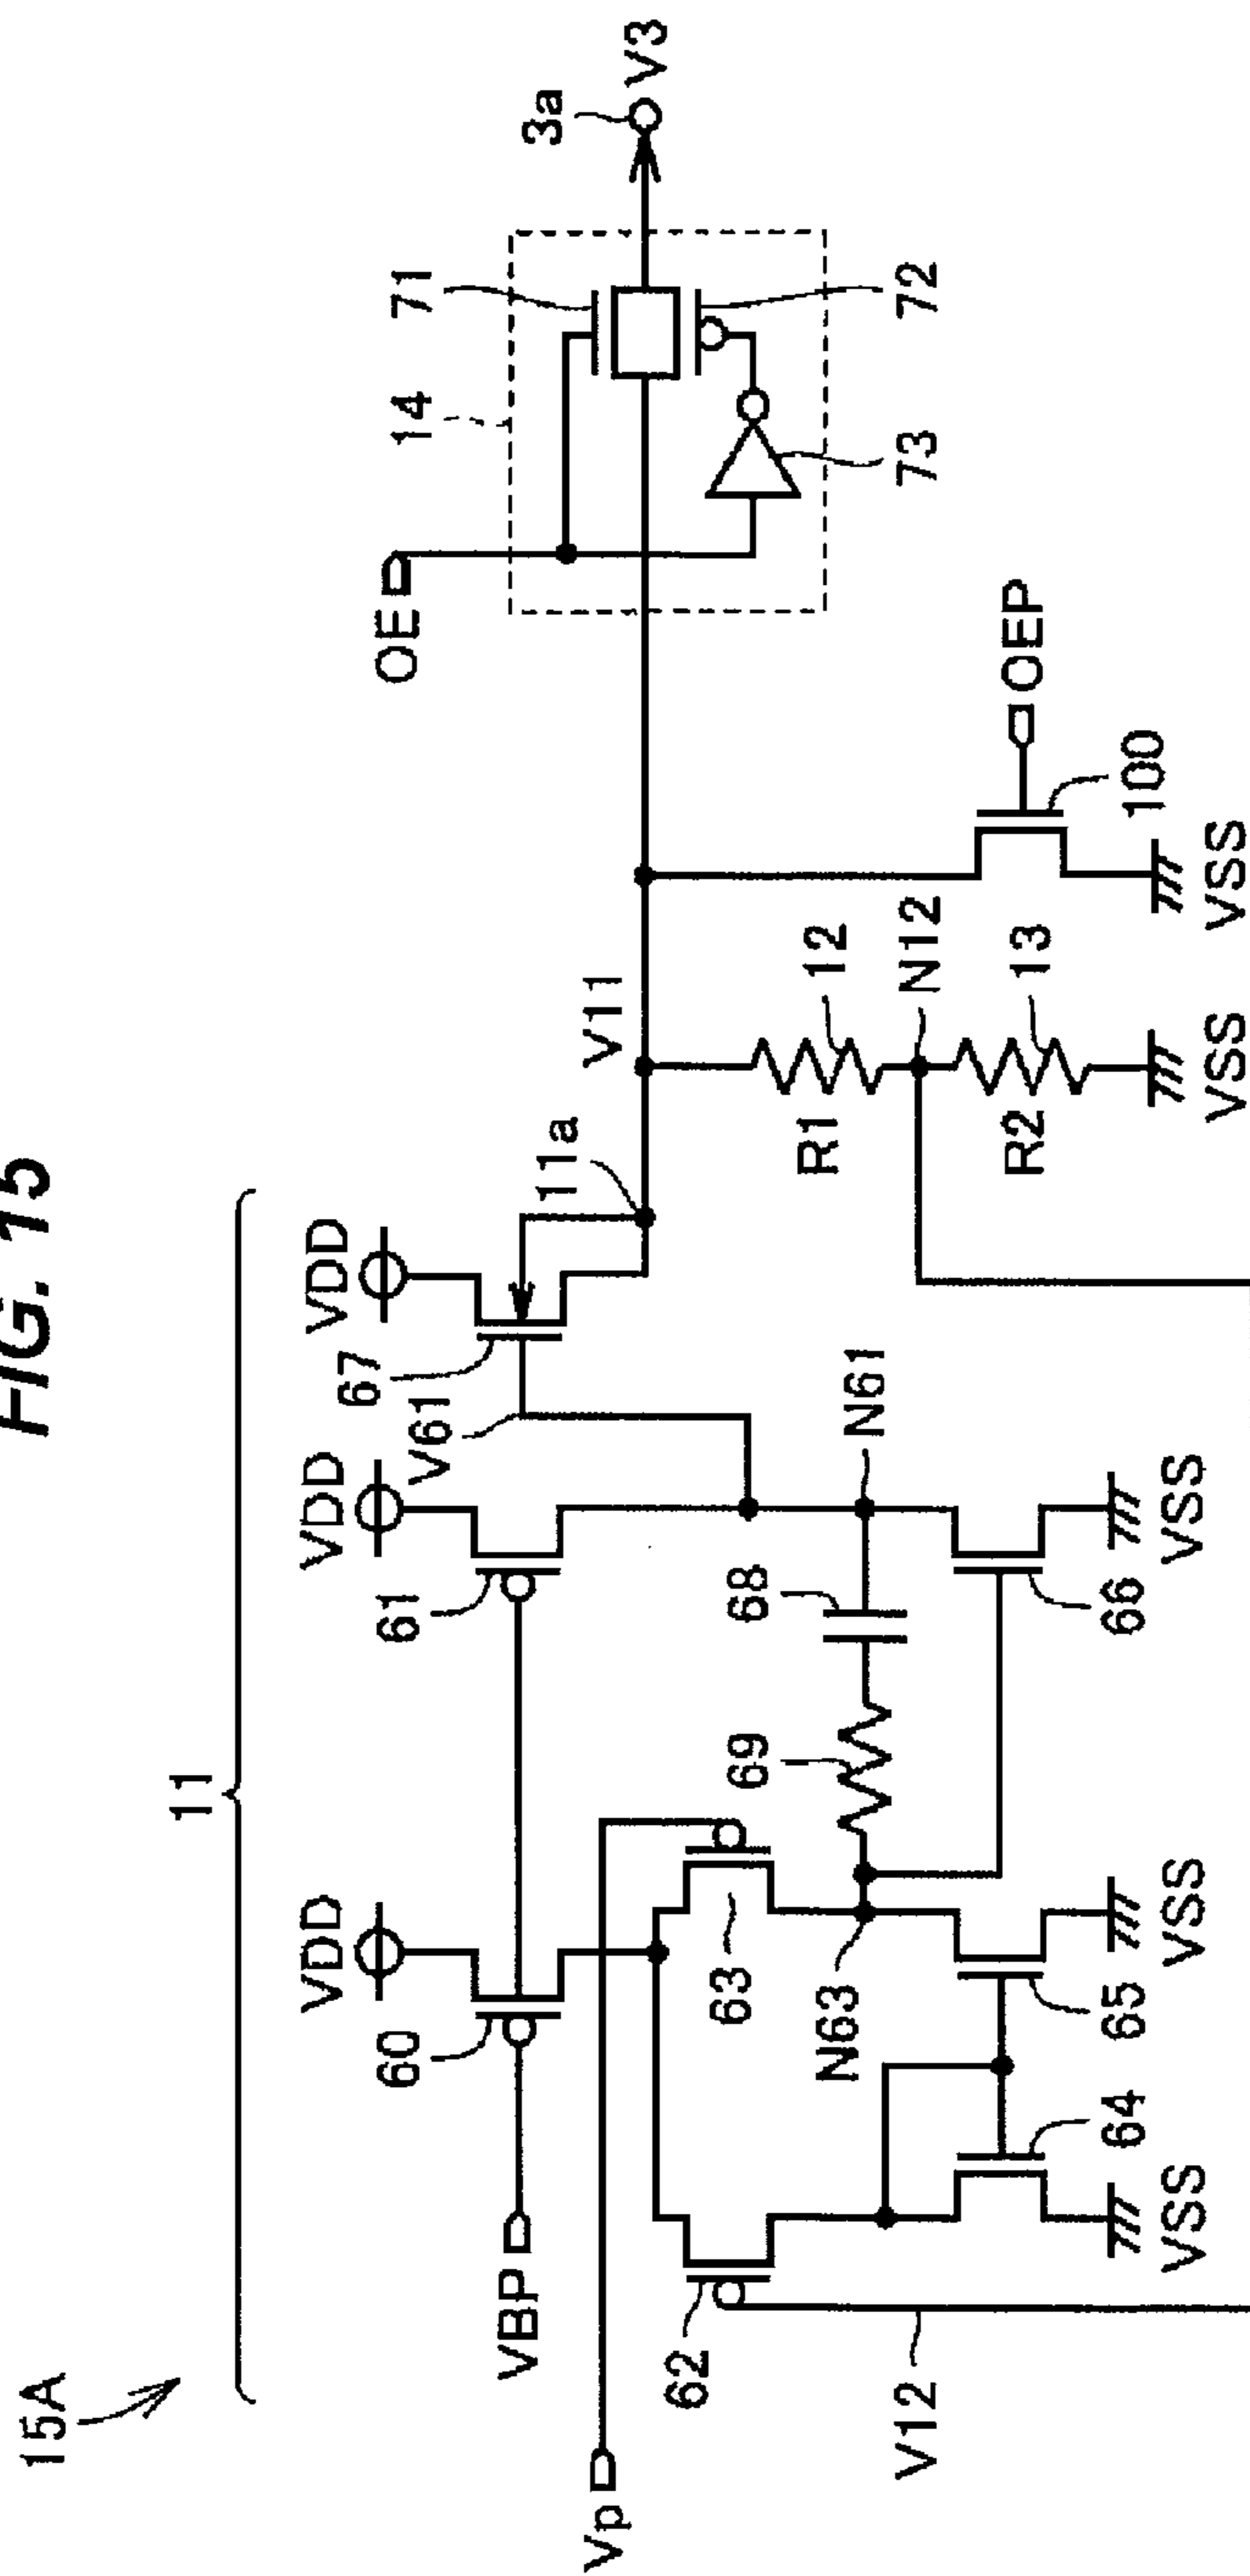 FIG. 15
15A
11
VDD
VDD
VDD
60
61
67
V61
11a
V11
VBP
Vp
62
63
N63
69
68
N61
V12
64
65
66
VSS
VSS
VSS
R1
12
N12
R2
13
VSS
OEP
100
VSS
OE
14
71
72
73
3a
V3